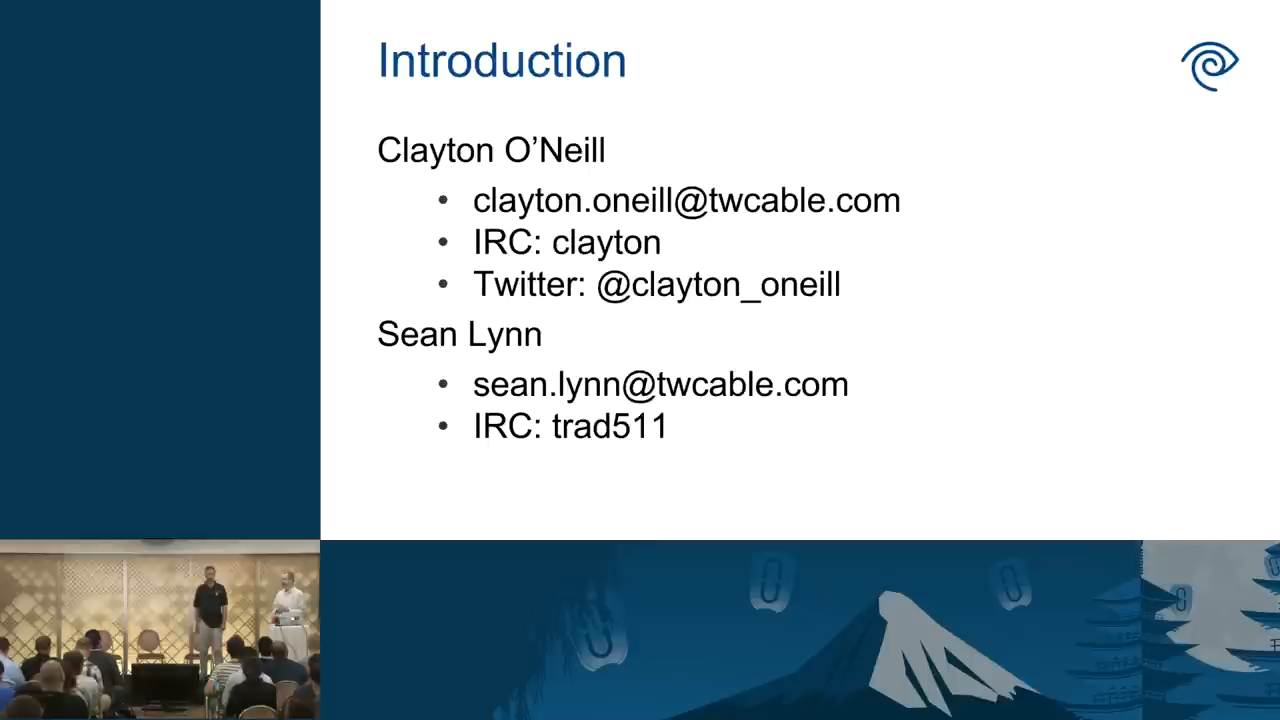 Introduction
Clayton O’Neill
• clayton.oneill@twcable.com
• IRC: clayton
• Twitter: @clayton_oneill
Sean Lynn
• sean.lynn@twcable.com
• IRC: trad511